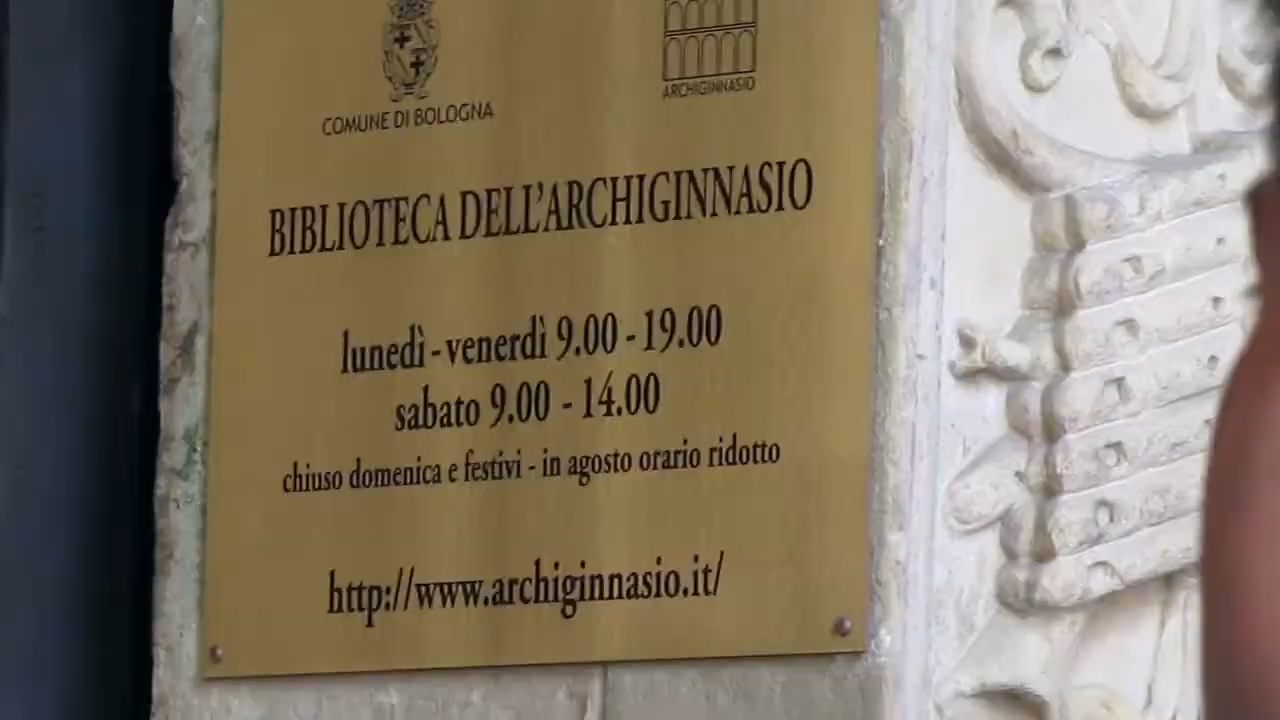 COMUNE DI BOLOGNA
ARCHIGINNASIO
BIBLIOTECA DELL'ARCHIGINNASIO
lunedì - venerdì 9.00 - 19.00
sabato 9.00 - 14.00
chiuso domenica e festivi - in agosto orario ridotto
http://www.archiginnasio.it/